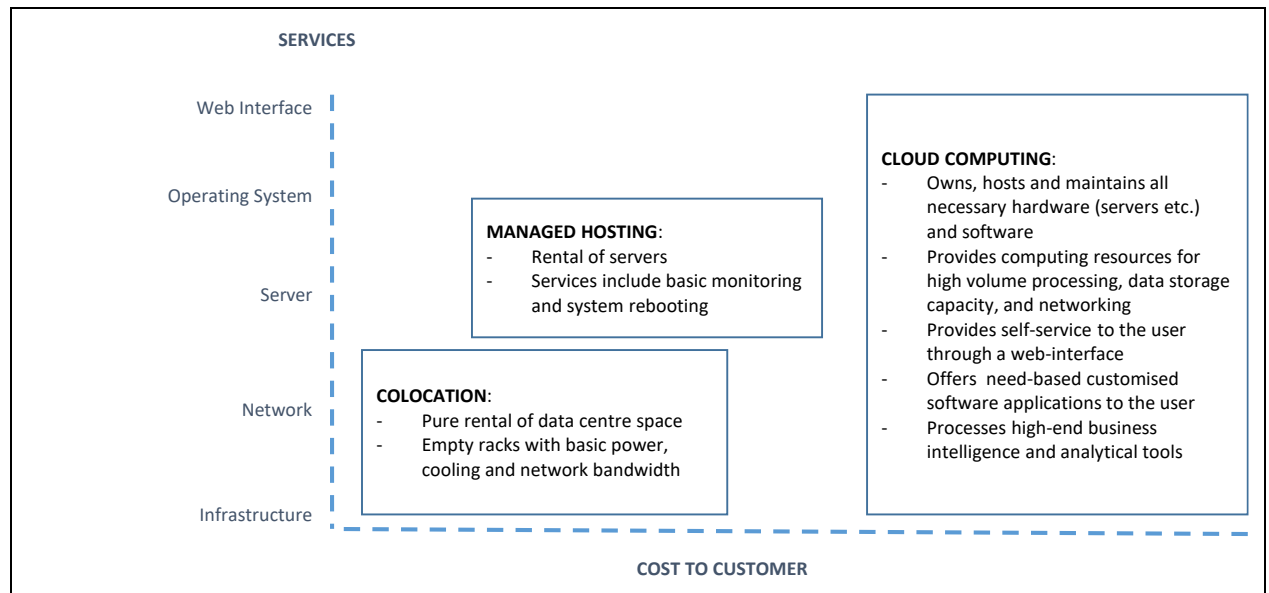 SERVICES
Web Interface
Operating System
Server
Network
Infrastructure
COLOCATION:
- Pure rental of data centre space
- Empty racks with basic power,
cooling and network bandwidth
MANAGED HOSTING:
- Rental of servers
- Services include basic monitoring
and system rebooting
CLOUD COMPUTING:
- Owns, hosts and maintains all
necessary hardware (servers etc.)
and software
- Provides computing resources for
high volume processing, data storage
capacity, and networking
- Provides self-service to the user
through a web-interface
- Offers need-based customised
software applications to the user
- Processes high-end business
intelligence and analytical tools
COST TO CUSTOMER